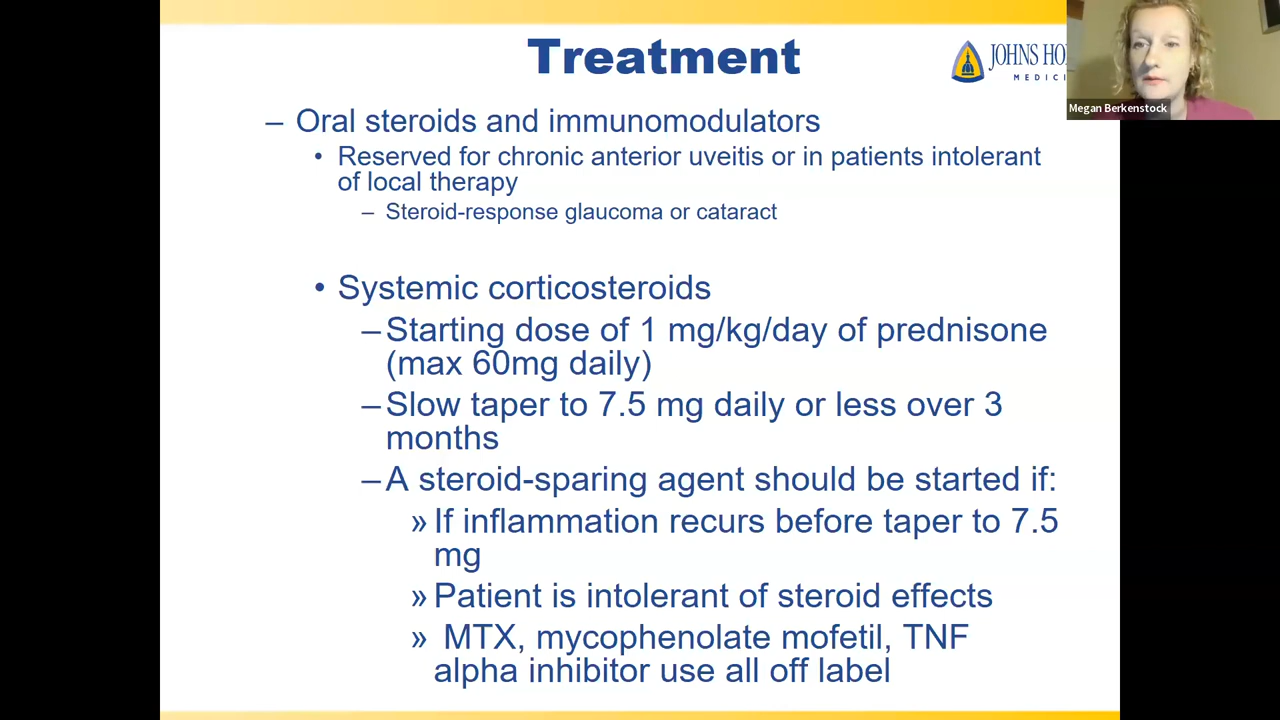 Treatment
JOHNS HO
MEDICI
Megan Berkenstock
– Oral steroids and immunomodulators
• Reserved for chronic anterior uveitis or in patients intolerant
of local therapy
– Steroid-response glaucoma or cataract
• Systemic corticosteroids
–Starting dose of 1 mg/kg/day of prednisone
(max 60mg daily)
–Slow taper to 7.5 mg daily or less over 3
months
–A steroid-sparing agent should be started if:
» If inflammation recurs before taper to 7.5
mg
» Patient is intolerant of steroid effects
» MTX, mycophenolate mofetil, TNF
alpha inhibitor use all off label